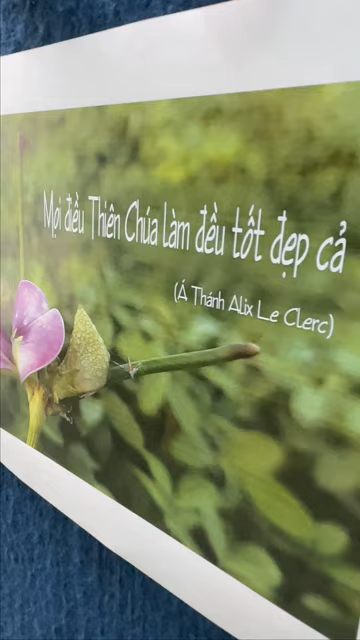 Mọi điều Thiên Chúa làm đều tốt đẹp cả
(Á Thánh Alix Le Clerc)